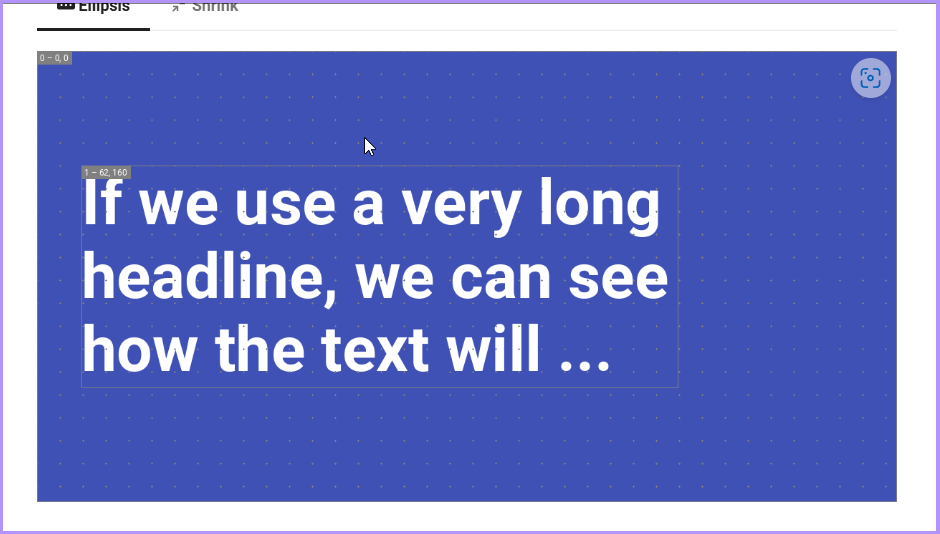 Ellipsis
Shrink
0 – 0, 0
1 – 62, 160
If we use a very long
headline, we can see
how the text will ...